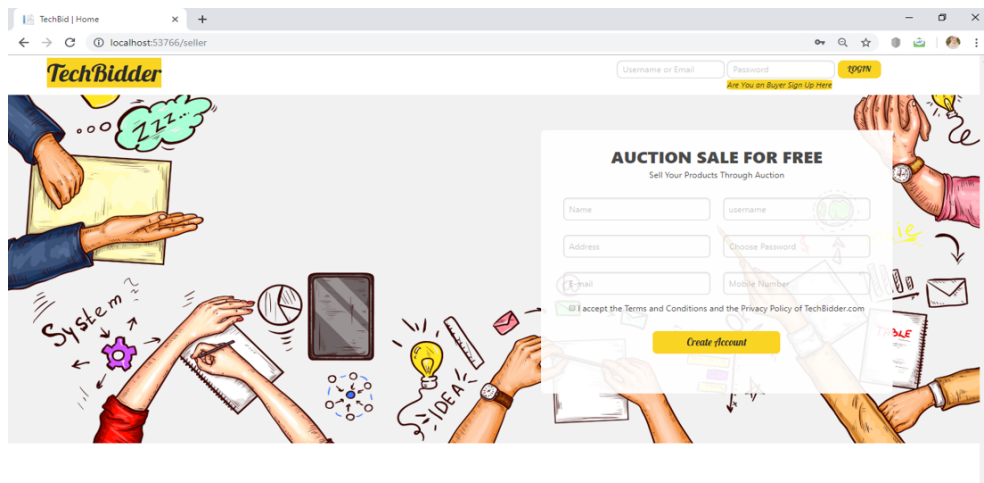 TechBid | Home
localhost:53766/seller
TechBidder
Username or Email
Password
LOGIN
Are You an Buyer Sign Up Here
ZZZ...
AUCTION SALE FOR FREE
Sell Your Products Through Auction
Name
username
Address
Choose Password
E-mail
Mobile Number
I accept the Terms and Conditions and the Privacy Policy of TechBidder.com
Create Account
System
IDEA